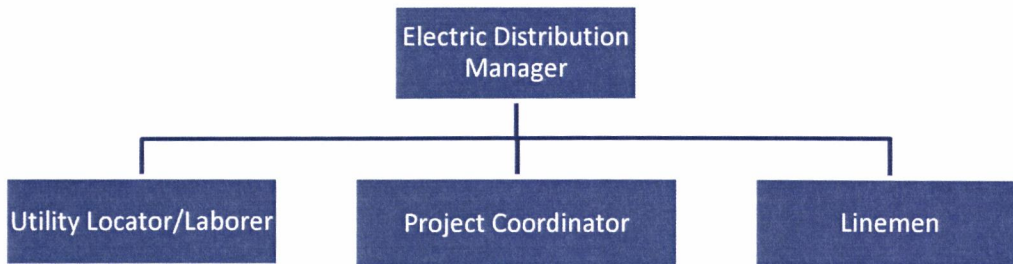 Electric Distribution
Manager
Utility Locator/Laborer
Project Coordinator
Linemen